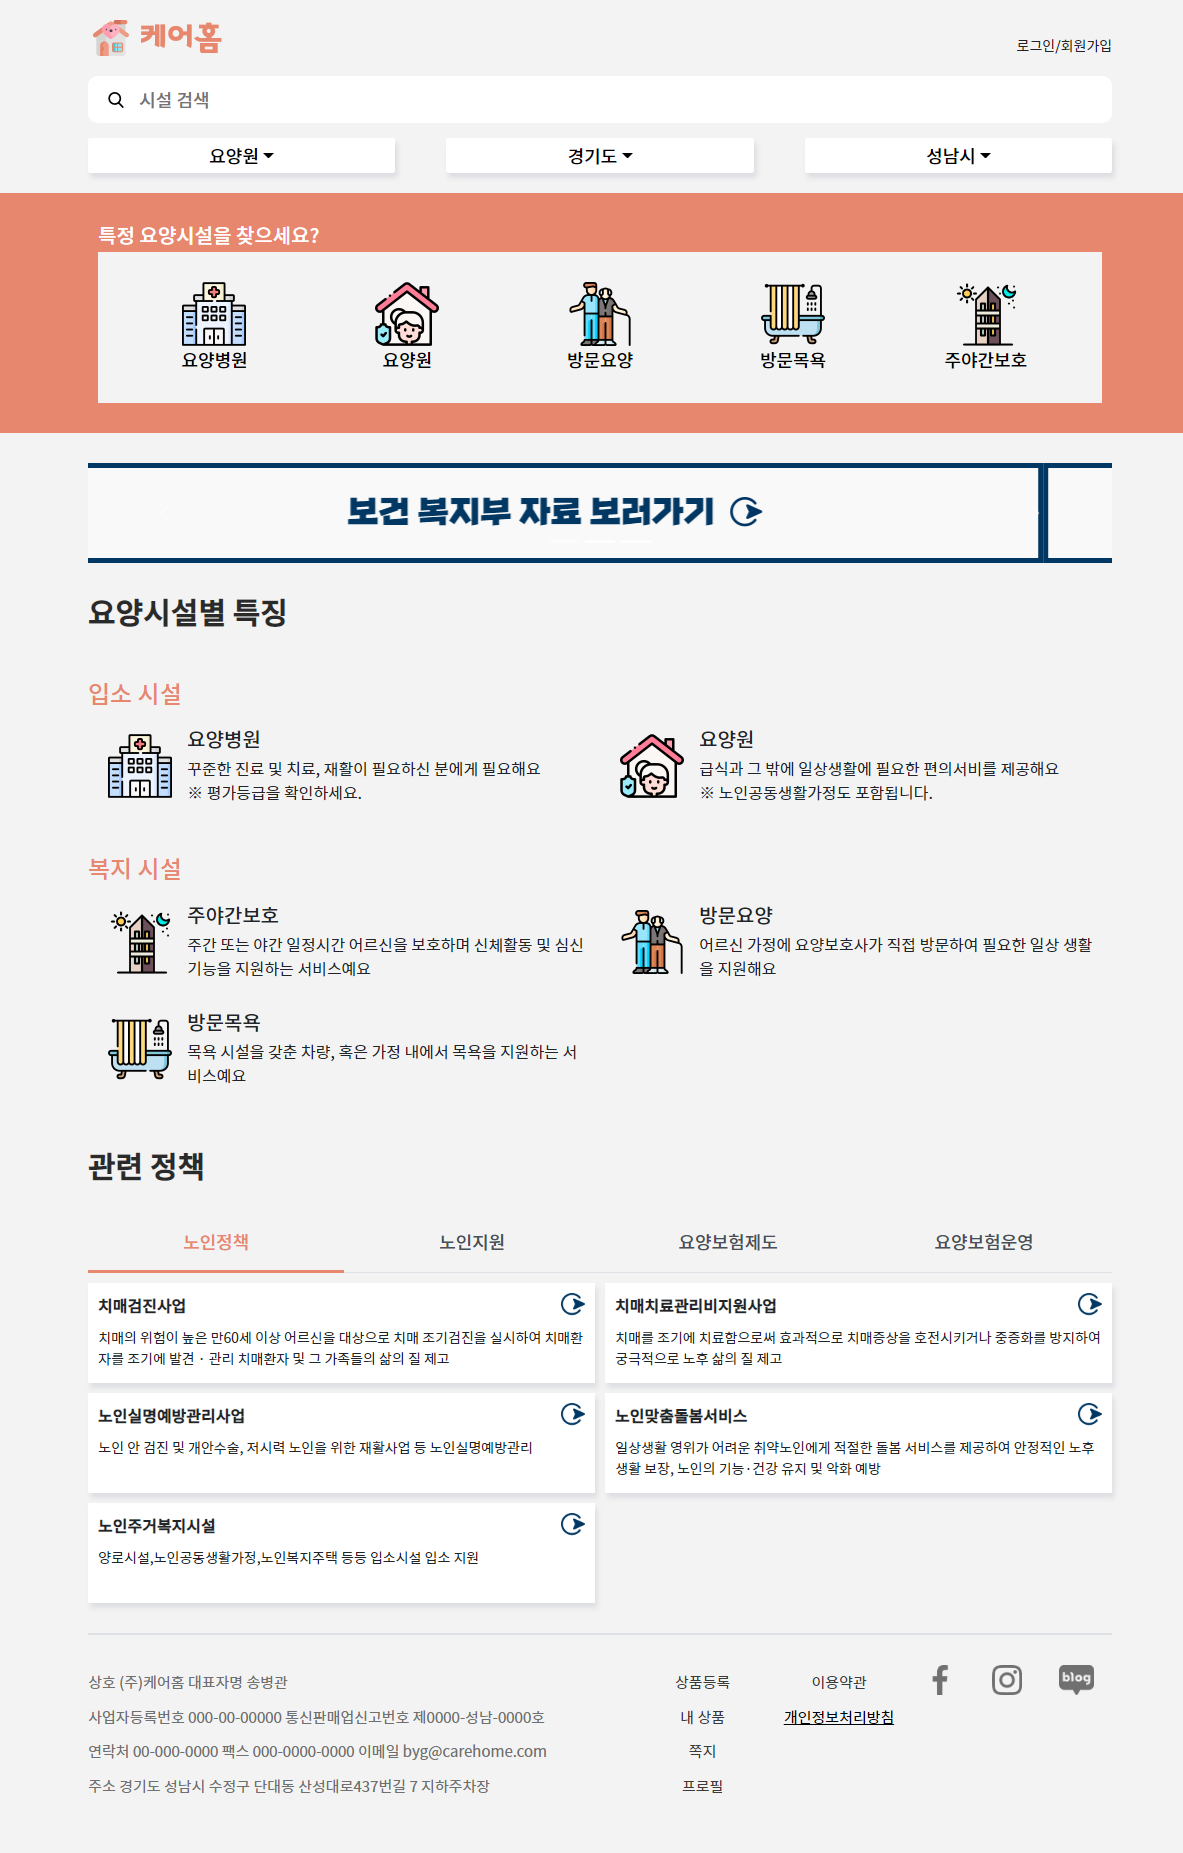 케어홈
로그인/회원가입
시설 검색
요양원
경기도
성남시
특정 요양시설을 찾으세요?
요양병원
요양원
방문요양
방문목욕
주야간보호
보건 복지부 자료 보러가기
요양시설별 특징
입소 시설
요양병원
꾸준한 진료 및 치료, 재활이 필요하신 분에게 필요해요
※ 평가등급을 확인하세요.
요양원
급식과 그 밖에 일상생활에 필요한 편의서비를 제공해요
※ 노인공동생활가정도 포함됩니다.
복지 시설
주야간보호
주간 또는 야간 일정시간 어르신을 보호하며 신체활동 및 심신
기능을 지원하는 서비스예요
방문요양
어르신 가정에 요양보호사가 직접 방문하여 필요한 일상 생활
을 지원해요
방문목욕
목욕 시설을 갖춘 차량, 혹은 가정 내에서 목욕을 지원하는 서
비스예요
관련 정책
노인정책
노인지원
요양보험제도
요양보험운영
치매검진사업
치매의 위험이 높은 만60세 이상 어르신을 대상으로 치매 조기검진을 실시하여 치매환
자를 조기에 발견 · 관리 치매환자 및 그 가족들의 삶의 질 제고
치매치료관리비지원사업
치매를 조기에 치료함으로써 효과적으로 치매증상을 호전시키거나 중증화를 방지하여
궁극적으로 노후 삶의 질 제고
노인실명예방관리사업
노인 안 검진 및 개안수술, 저시력 노인을 위한 재활사업 등 노인실명예방관리
노인맞춤돌봄서비스
일상생활 영위가 어려운 취약노인에게 적절한 돌봄 서비스를 제공하여 안정적인 노후
생활 보장, 노인의 기능·건강 유지 및 악화 예방
노인주거복지시설
양로시설,노인공동생활가정,노인복지주택 등등 입소시설 입소 지원
상호 (주)케어홈 대표자명 송병관
사업자등록번호 000-00-00000 통신판매업신고번호 제0000-성남-0000호
연락처 00-000-0000 팩스 000-0000-0000 이메일 byg@carehome.com
주소 경기도 성남시 수정구 단대동 산성대로437번길 7 지하주차장
상품등록
내 상품
쪽지
프로필
이용약관
개인정보처리방침
blog